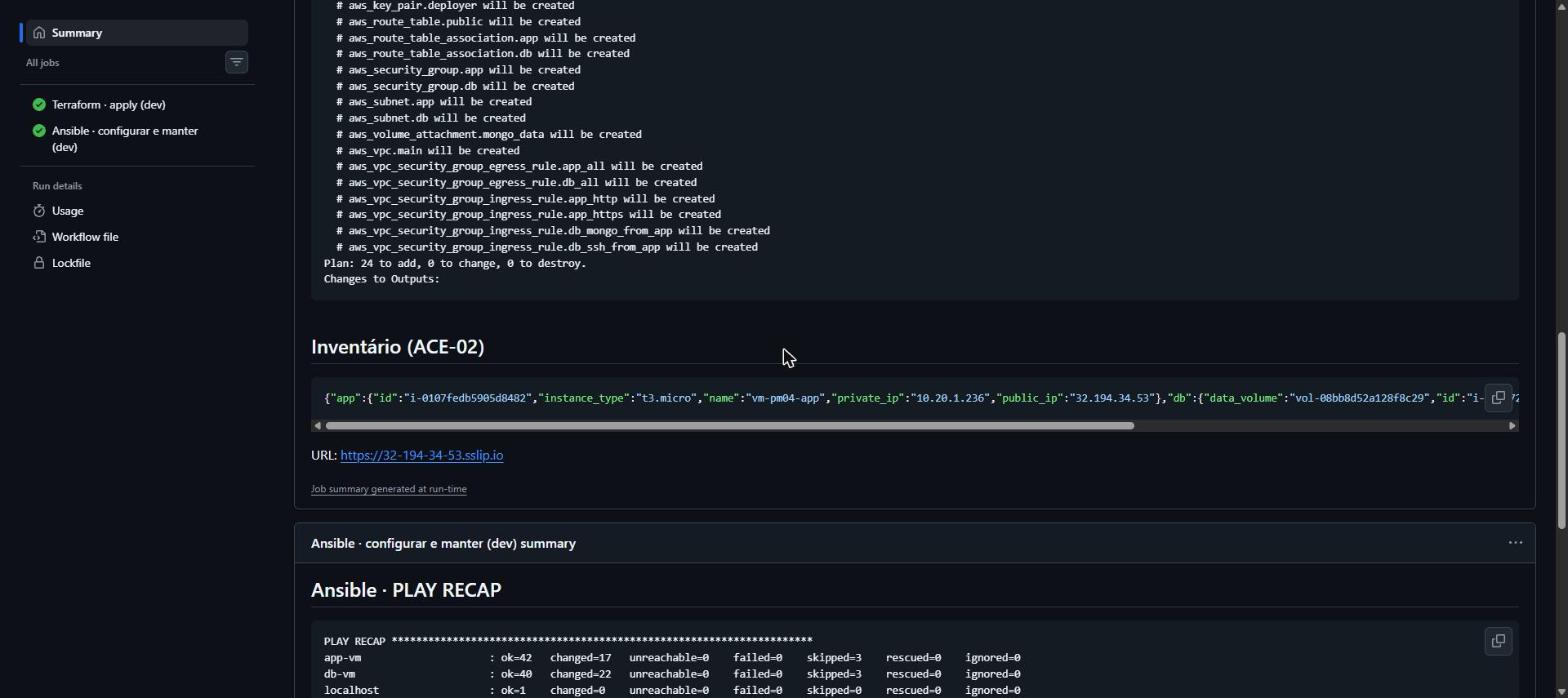 Summary
All jobs
Terraform · apply (dev)
Ansible · configurar e manter
(dev)
Run details
Usage
Workflow file
Lockfile
# aws_key_pair.deployer will be created
# aws_route_table.public will be created
# aws_route_table_association.app will be created
# aws_route_table_association.db will be created
# aws_security_group.app will be created
# aws_security_group.db will be created
# aws_subnet.app will be created
# aws_subnet.db will be created
# aws_volume_attachment.mongo_data will be created
# aws_vpc.main will be created
# aws_vpc_security_group_egress_rule.app_all will be created
# aws_vpc_security_group_egress_rule.db_all will be created
# aws_vpc_security_group_ingress_rule.app_http will be created
# aws_vpc_security_group_ingress_rule.app_https will be created
# aws_vpc_security_group_ingress_rule.db_mongo_from_app will be created
# aws_vpc_security_group_ingress_rule.db_ssh_from_app will be created
Plan: 24 to add, 0 to change, 0 to destroy.
Changes to Outputs:
Inventário (ACE-02)
{"app":{"id":"i-0107fedb5905d8482","instance_type":"t3.micro","name":"vm-pm04-app","private_ip":"10.20.1.236","public_ip":"32.194.34.53"},"db":{"data_volume":"vol-08bb8d52a128f8c29","id":"i-
URL: https://32-194-34-53.sslip.io
Job summary generated at run-time
Ansible · configurar e manter (dev) summary
Ansible · PLAY RECAP
PLAY RECAP *********************************************************************
app-vm : ok=42 changed=17 unreachable=0 failed=0 skipped=3 rescued=0 ignored=0
db-vm : ok=40 changed=22 unreachable=0 failed=0 skipped=3 rescued=0 ignored=0
localhost : ok=1 changed=0 unreachable=0 failed=0 skipped=0 rescued=0 ignored=0